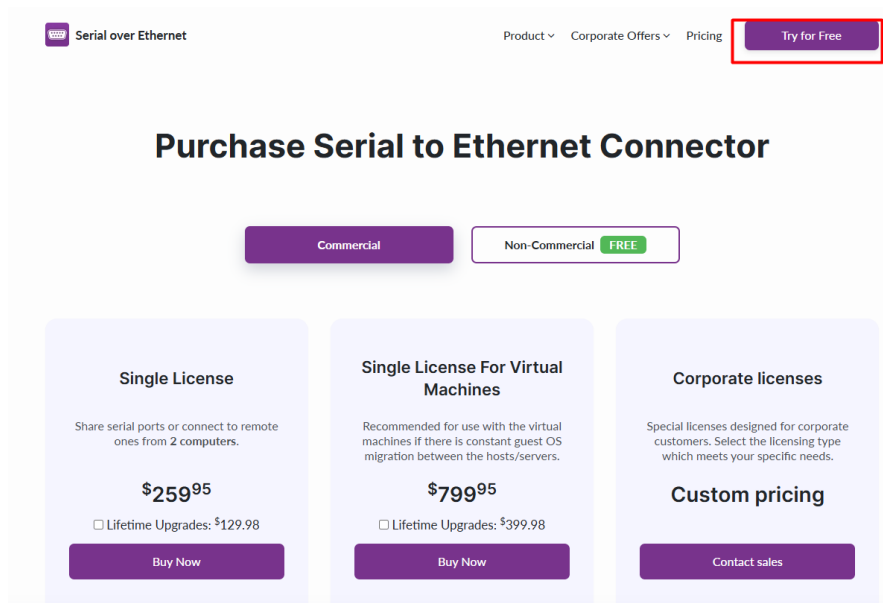 Serial over Ethernet
Product
Corporate Offers
Pricing
Try for Free
Purchase Serial to Ethernet Connector
Commercial
Non-Commercial FREE
Single License
Share serial ports or connect to remote
ones from 2 computers.
$25995
Lifetime Upgrades: $129.98
Buy Now
Single License For Virtual
Machines
Recommended for use with the virtual
machines if there is constant guest OS
migration between the hosts/servers.
$79995
Lifetime Upgrades: $399.98
Buy Now
Corporate licenses
Special licenses designed for corporate
customers. Select the licensing type
which meets your specific needs.
Custom pricing
Contact sales